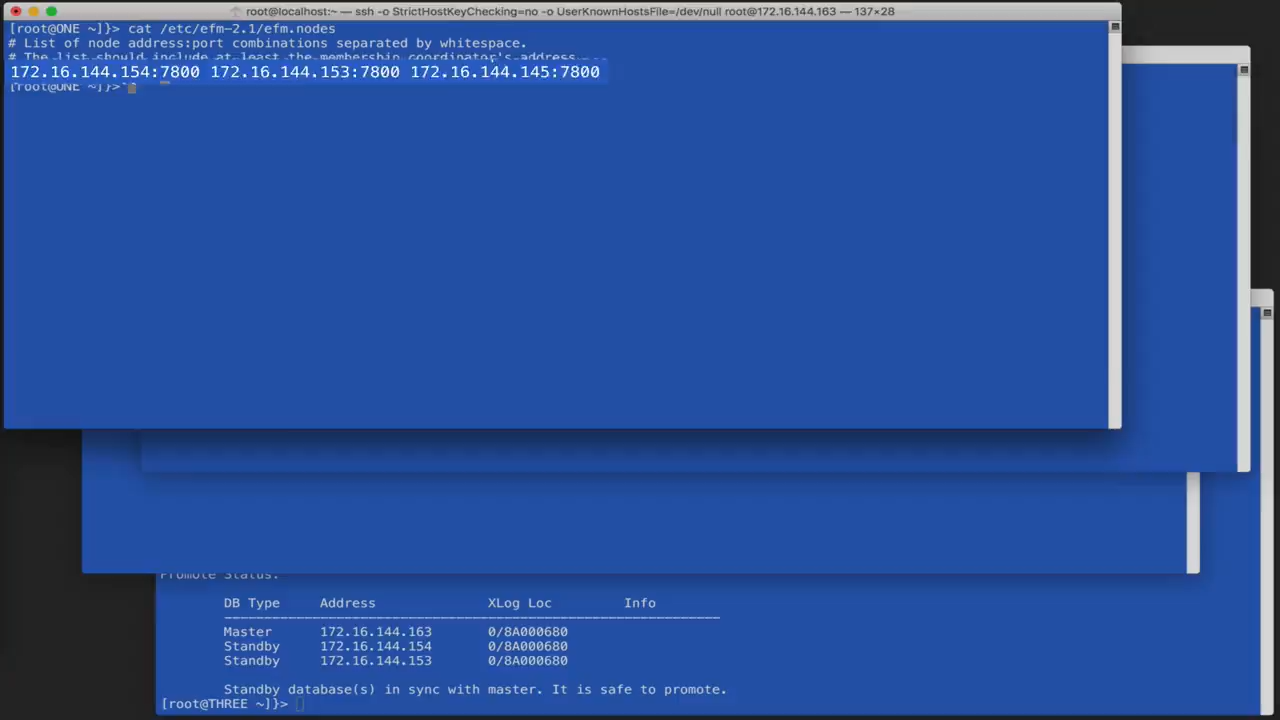 root@localhost:~ — ssh -o StrictHostKeyChecking=no -o UserKnownHostsFile=/dev/null root@172.16.144.163 — 137×28
[root@ONE ~]}> cat /etc/efm-2.1/efm.nodes
# List of node address:port combinations separated by whitespace.
# The list should include at least the membership coordinator's address.
172.16.144.154:7800 172.16.144.153:7800 172.16.144.145:7800
[root@ONE ~]}>
Promote Status:
DB Type Address XLog Loc Info
Master 172.16.144.163 0/8A000680
Standby 172.16.144.154 0/8A000680
Standby 172.16.144.153 0/8A000680
Standby database(s) in sync with master. It is safe to promote.
[root@THREE ~]}>